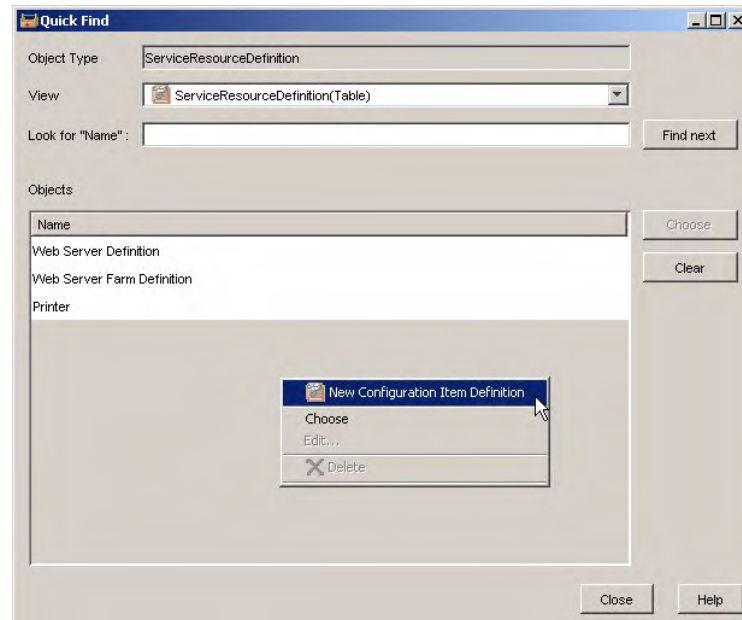 Quick Find
Object Type ServiceResourceDefinition
View ServiceResourceDefinition(Table)
Look for "Name" : Find next
Objects
Name Choose
Web Server Definition
Clear
Web Server Farm Definition
Printer
New Configuration Item Definition
Choose
Edit...
Delete
Close Help